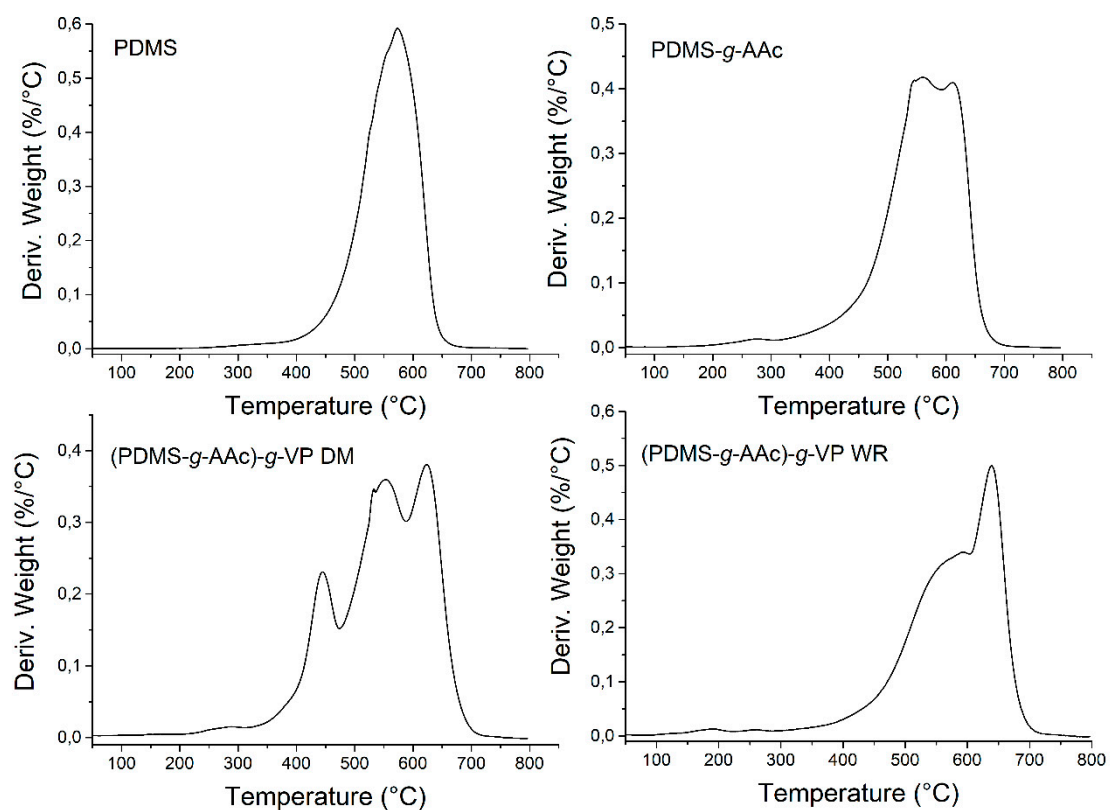 PDMS
Deriv. Weight (%/°C)
0,6
0,5
0,4
0,3
0,2
0,1
0,0
100 200 300 400 500 600 700 800
Temperature (°C)
PDMS-g-AAc
Deriv. Weight (%/°C)
0,5
0,4
0,3
0,2
0,1
0,0
100 200 300 400 500 600 700 800
Temperature (°C)
(PDMS-g-AAc)-g-VP DM
Deriv. Weight (%/°C)
0,4
0,3
0,2
0,1
0,0
100 200 300 400 500 600 700 800
Temperature (°C)
(PDMS-g-AAc)-g-VP WR
Deriv. Weight (%/°C)
0,6
0,5
0,4
0,3
0,2
0,1
0,0
100 200 300 400 500 600 700 800
Temperature (°C)